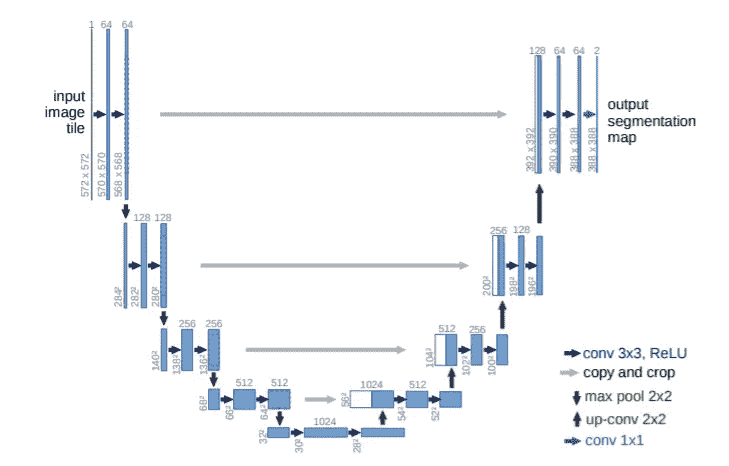 1 64 64
128 64 64 2
input
image
tile
output
segmentation
map
572 x 572
570 x 570
568 x 568
392 x 392
390 x 390
388 x 388
388 x 388
128 128
256 128
284²
282²
280²
200²
198²
196²
256 256
512 256
140²
138²
136²
104²
102²
100²
512 512
1024 512
68²
66²
64²
56²
54²
52²
1024
32²
30²
28²
conv 3x3, ReLU
copy and crop
max pool 2x2
up-conv 2x2
conv 1x1